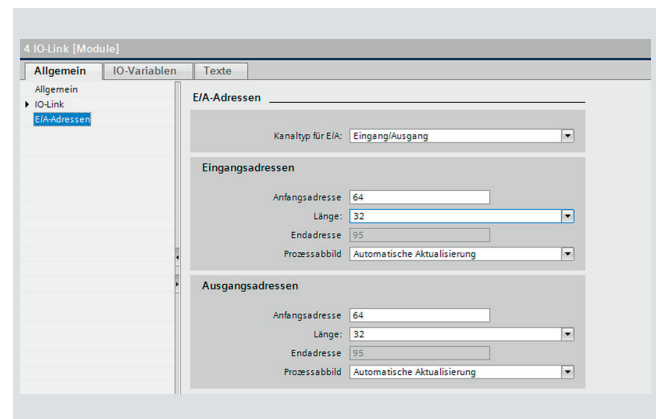 4 IO-Link [Module]
Allgemein IO-Variablen Texte
Allgemein
IO-Link
E/A-Adressen
E/A-Adressen
Kanaltyp für E/A: Eingang/Ausgang
Eingangsadressen
Anfangsadresse 64
Länge: 32
Endadresse 95
Prozessabbild Automatische Aktualisierung
Ausgangsadressen
Anfangsadresse 64
Länge: 32
Endadresse 95
Prozessabbild Automatische Aktualisierung